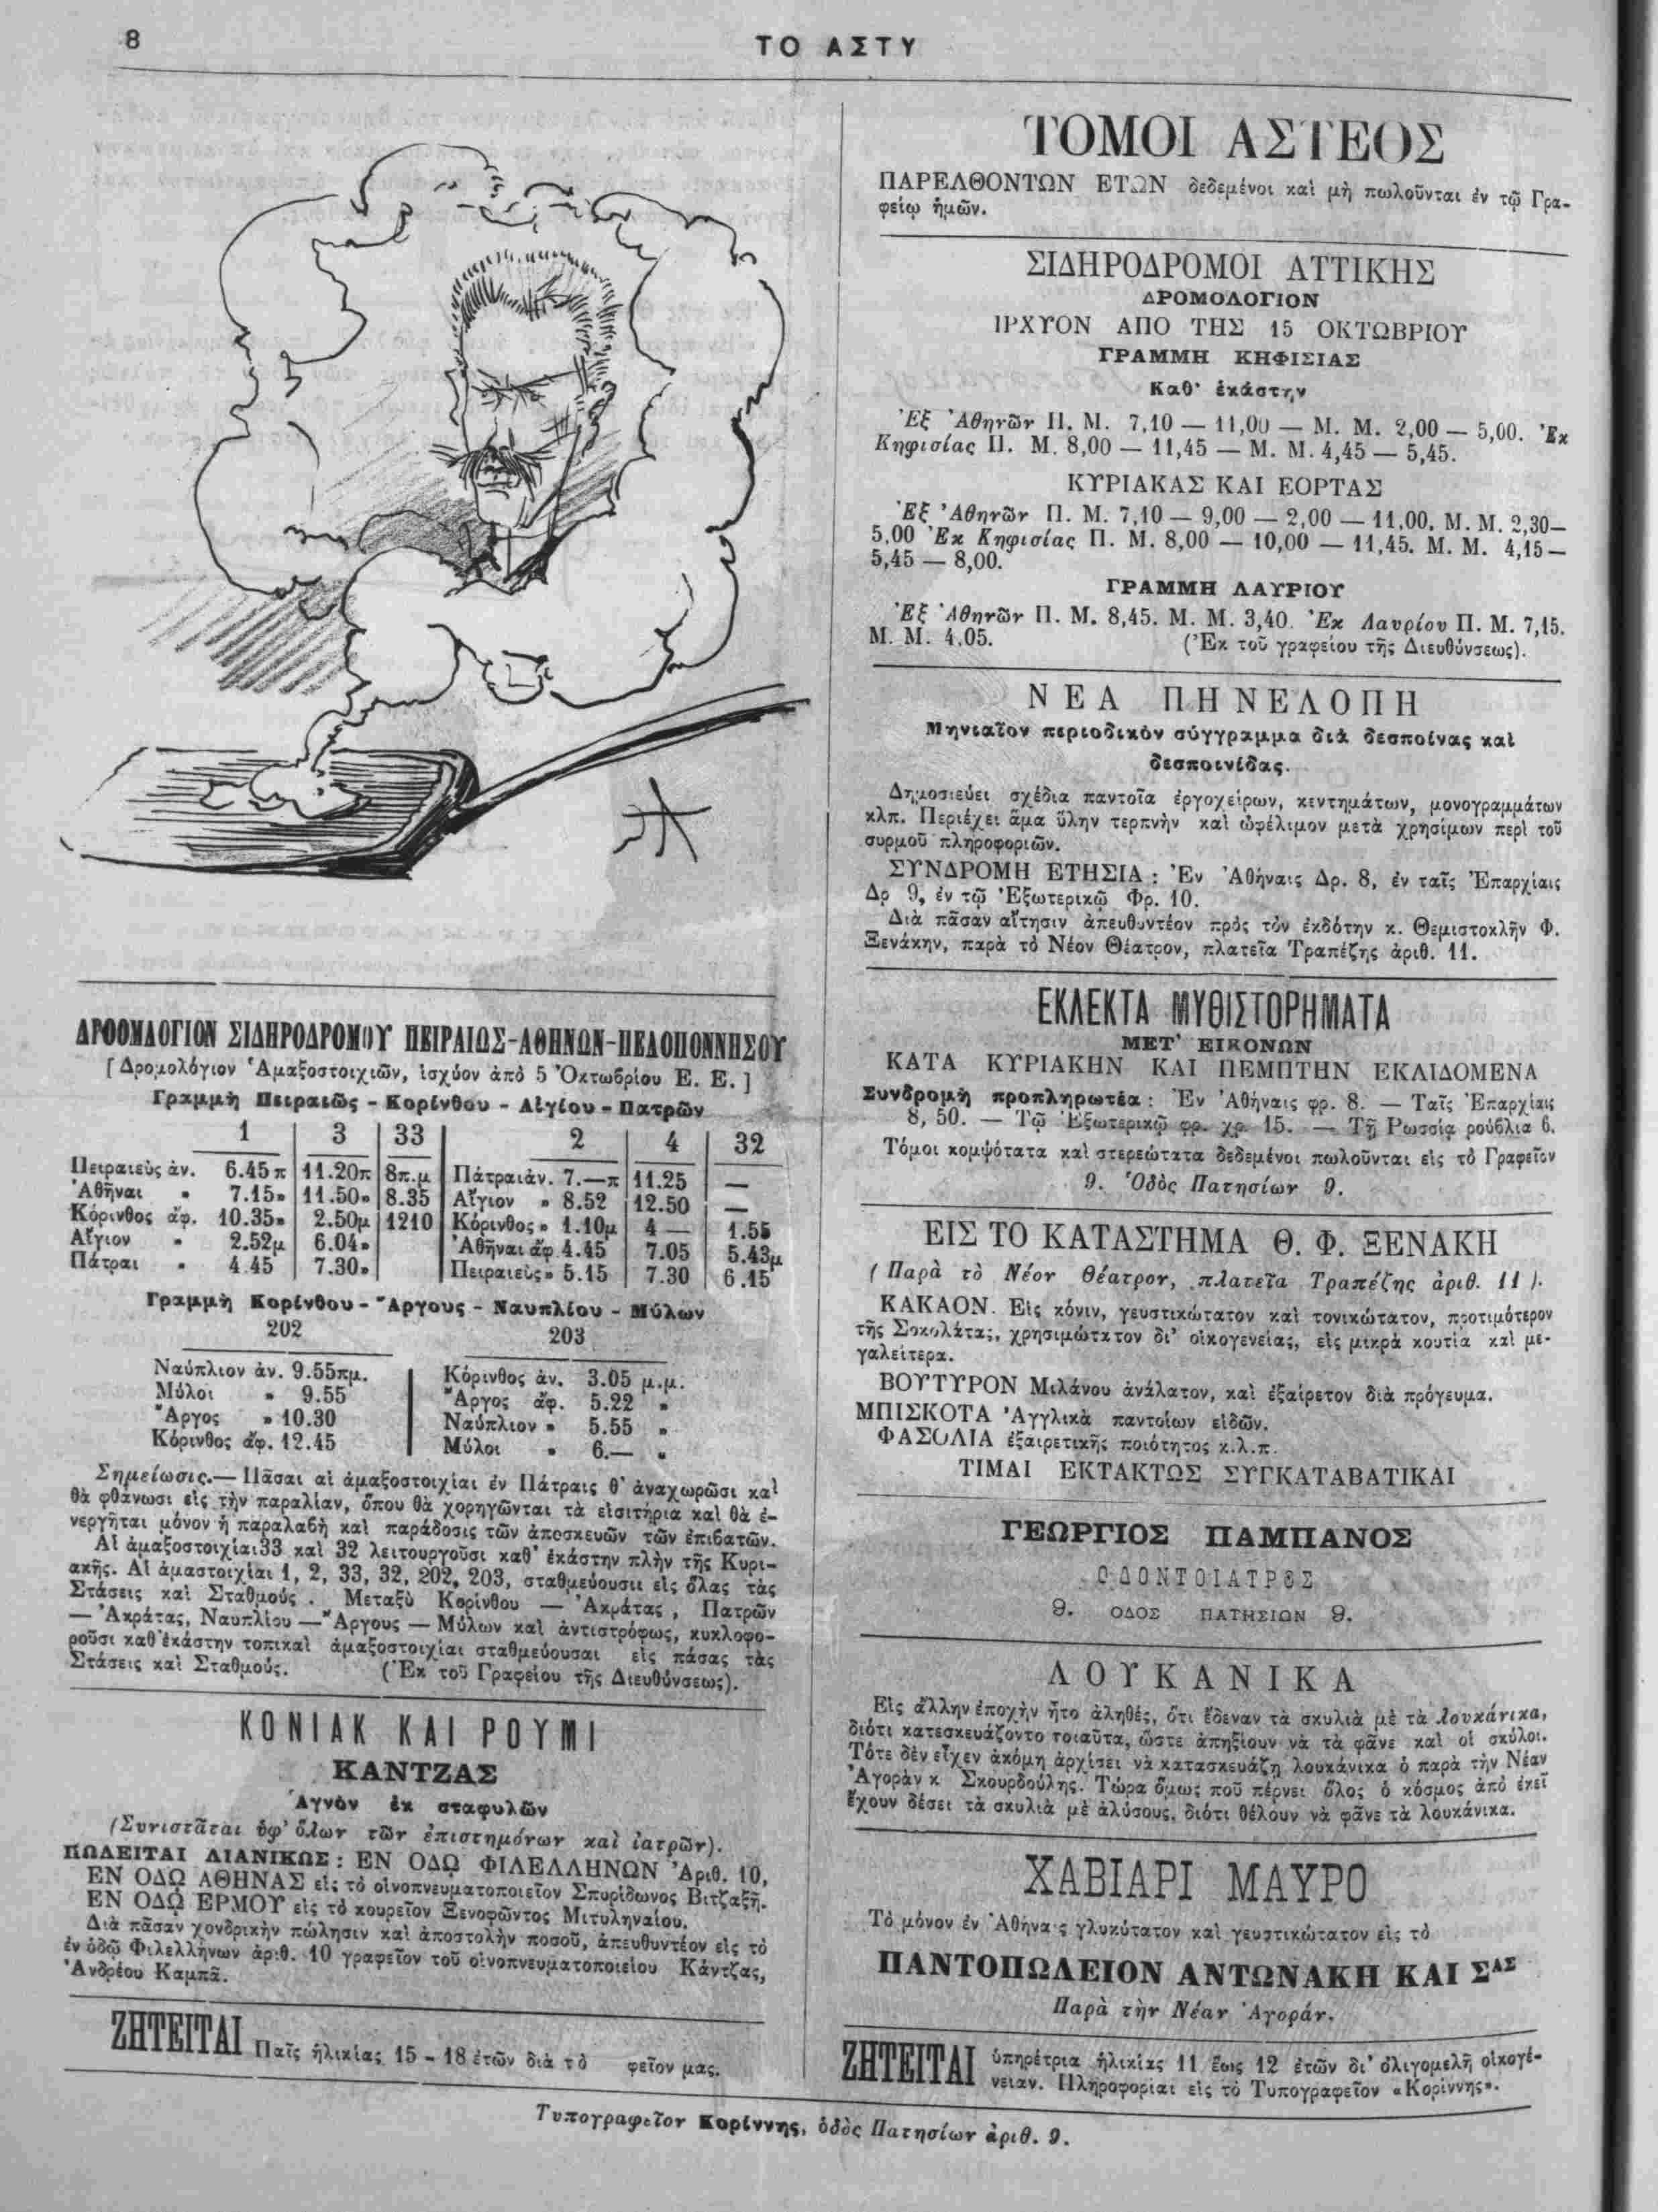 8
ΤΟ ΑΣΤΥ
ΔΡΟΟΜΛΟΓΙΟΝ ΣΙΔΗΡΟΔΡΟΜΟΥ ΠΕΙΡΑΙΩΣ-ΑΘΗΝΩΝ-ΠΕΛΟΠΟΝΝΗΣΟΥ
[Δρομολόγιον Ἁμαξοστοιχιῶν, ἰσχύον ἀπὸ 5 Ὀκτωβρίου Ε. Ε.]
Γραμμὴ Πειραιῶς - Κορίνθου - Αἰγίου - Πατρῶν
1 3 33 2 4 32
Πειραιεὺς ἀν. 6.45π 11.20π 8π.μ Πάτραιἀν. 7.—π 11.25 —
Ἀθῆναι » 7.15» 11.50» 8.35 Αἴγιον » 8.52 12.50 —
Κόρινθος ἀφ. 10.35» 2.50μ 1210 Κόρινθος» 1.10μ 4 — 1.55
Αἴγιον » 2.52μ 6.04» Ἀθῆναι ἀφ. 4.45 7.05 5.43μ
Πάτραι » 4.45 7.30» Πειραιεὺς» 5.15 7.30 6.15
Γραμμὴ Κορίνθου - Ἄργους - Ναυπλίου - Μύλων
202 203
Ναύπλιον ἀν. 9.55πμ. Κόρινθος ἀν. 3.05 μ.μ.
Μύλοι » 9.55 Ἄργος ἀφ. 5.22 »
Ἄργος » 10.30 Ναύπλιον » 5.55 »
Κόρινθος ἀφ. 12.45 Μύλοι » 6.— »
Σημείωσις.— Πᾶσαι αἱ ἁμαξοστοιχίαι ἐν Πάτραις θ' ἀναχωρῶσι καὶ
θὰ φθάνωσι εἰς τὴν παραλίαν, ὅπου θὰ χορηγῶνται τὰ εἰσιτήρια καὶ θὰ ἐ-
νεργῆται μόνον ἡ παραλαβὴ καὶ παράδοσις τῶν ἀποσκευῶν τῶν ἐπιβατῶν.
Αἱ ἁμαξοστοιχίαι33 καὶ 32 λειτουργοῦσι καθ' ἑκάστην πλὴν τῆς Κυρι-
ακῆς. Αἱ ἁμαστοιχίαι 1, 2, 33, 32, 202, 203, σταθμεύουσιι εἰς ὅλας τὰς
Στάσεις καὶ Σταθμούς. Μεταξὺ Κορίνθου — Ἀκράτας, Πατρῶν
— Ἀκράτας, Ναυπλίου — Ἄργους — Μύλων καὶ ἀντιστρόφως, κυκλοφο-
ροῦσι καθ'ἑκάστην τοπικαὶ ἁμαξοστοιχίαι σταθμεύουσαι εἰς πάσας τὰς
Στάσεις καὶ Σταθμούς. (Ἐκ τοῦ Γραφείου τῆς Διευθύνσεως).
ΚΟΝΙΑΚ ΚΑΙ ΡΟΥΜΙ
ΚΑΝΤΖΑΣ
Ἁγνὸν ἐκ σταφυλῶν
(Συνιστᾶται ὑφ' ὅλων τῶν ἐπιστημόνων καὶ ἰατρῶν).
ΠΩΛΕΙΤΑΙ ΛΙΑΝΙΚΩΣ: ΕΝ ΟΔῼ ΦΙΛΕΛΛΗΝΩΝ Ἀριθ. 10,
ΕΝ ΟΔῼ ΑΘΗΝΑΣ εἰς τὸ οἰνοπνευματοποιεῖον Σπυρίδωνος Βιτζαξῆ.
ΕΝ ΟΔῼ ΕΡΜΟΥ εἰς τὸ κουρεῖον Ξενοφῶντος Μιτυληναίου.
Διὰ πᾶσαν χονδρικὴν πώλησιν καὶ ἀποστολὴν ποσοῦ, ἀπευθυντέον εἰς τὸ
ἐν ὁδῷ Φιλελλήνων ἀριθ. 10 γραφεῖον τοῦ οἰνοπνευματοποιείου Κάντζας,
Ἀνδρέου Καμπᾶ.
ΖΗΤΕΙΤΑΙ Παῖς ἡλικίας 15 - 18 ἐτῶν διὰ τὸ φεῖον μας.
ΤΟΜΟΙ ΑΣΤΕΟΣ
ΠΑΡΕΛΘΟΝΤΩΝ ΕΤΩΝ δεδεμένοι καὶ μὴ πωλοῦνται ἐν τῷ Γρα-
φείῳ ἡμῶν.
ΣΙΔΗΡΟΔΡΟΜΟΙ ΑΤΤΙΚΗΣ
ΔΡΟΜΟΛΟΓΙΟΝ
ΙΡΧΥΟΝ ΑΠΟ ΤΗΣ 15 ΟΚΤΩΒΡΙΟΥ
ΓΡΑΜΜΗ ΚΗΦΙΣΙΑΣ
Καθ' ἑκάστην
Ἐξ Ἀθηνῶν Π. Μ. 7,10 — 11,00 — Μ. Μ. 2,00 — 5,00. Ἐκ
Κηφισίας Π. Μ. 8,00 — 11,45 — Μ. Μ. 4,45 — 5,45.
ΚΥΡΙΑΚΑΣ ΚΑΙ ΕΟΡΤΑΣ
Ἐξ Ἀθηνῶν Π. Μ. 7,10 — 9,00 — 2,00 — 11,00. Μ. Μ. 2,30—
5,00 Ἐκ Κηφισίας Π. Μ. 8,00 — 10,00 — 11,45. Μ. Μ. 4,15—
5,45 — 8,00.
ΓΡΑΜΜΗ ΛΑΥΡΙΟΥ
Ἐξ Ἀθηνῶν Π. Μ. 8,45. Μ. Μ. 3,40. Ἐκ Λαυρίου Π. Μ. 7,15.
Μ. Μ. 4.05. (Ἐκ τοῦ γραφείου τῆς Διευθύνσεως).
ΝΕΑ ΠΗΝΕΛΟΠΗ
Μηνιαῖον περιοδικὸν σύγγραμμα διὰ δεσποίνας καὶ
δεσποινίδας.
Δημοσιεύει σχέδια παντοῖα ἐργοχείρων, κεντημάτων, μονογραμμάτων
κλπ. Περιέχει ἅμα ὕλην τερπνὴν καὶ ὠφέλιμον μετὰ χρησίμων περὶ τοῦ
συρμοῦ πληροφοριῶν.
ΣΥΝΔΡΟΜΗ ΕΤΗΣΙΑ: Ἐν Ἀθήναις Δρ. 8, ἐν ταῖς Ἐπαρχίαις
Δρ 9, ἐν τῷ Ἐξωτερικῷ Φρ. 10.
Διὰ πᾶσαν αἴτησιν ἀπευθυντέον πρὸς τὸν ἐκδότην κ. Θεμιστοκλῆν Φ.
Ξενάκην, παρὰ τὸ Νέον Θέατρον, πλατεῖα Τραπέζης ἀριθ. 11.
ΕΚΛΕΚΤΑ ΜΥΘΙΣΤΟΡΗΜΑΤΑ
ΜΕΤ' ΕΙΚΟΝΩΝ
ΚΑΤΑ ΚΥΡΙΑΚΗΝ ΚΑΙ ΠΕΜΠΤΗΝ ΕΚΔΙΔΟΜΕΝΑ
Συνδρομὴ προπληρωτέα: Ἐν Ἀθήναις φρ. 8. — Ταῖς Ἐπαρχίαις
8, 50. — Τῷ Ἐξωτερικῷ φρ. χρ. 15. — Τῇ Ρωσσίᾳ ρούβλια 6.
Τόμοι κομψότατα καὶ στερεώτατα δεδεμένοι πωλοῦνται εἰς τὸ Γραφεῖον
9. Ὁδὸς Πατησίων 9.
ΕΙΣ ΤΟ ΚΑΤΑΣΤΗΜΑ Θ. Φ. ΞΕΝΑΚΗ
(Παρὰ τὸ Νέον Θέατρον, πλατεῖα Τραπέζης ἀριθ. 11).
ΚΑΚΑΟΝ. Εἰς κόνιν, γευστικώτατον καὶ τονικώτατον, προτιμότερον
τῆς Σοκολάτας, χρησιμώτατον δι' οἰκογενείας, εἰς μικρὰ κουτία καὶ με-
γαλείτερα.
ΒΟΥΤΥΡΟΝ Μιλάνου ἀνάλατον, καὶ ἐξαίρετον διὰ πρόγευμα.
ΜΠΙΣΚΟΤΑ Ἀγγλικὰ παντοίων εἰδῶν.
ΦΑΣΟΛΙΑ ἐξαιρετικῆς ποιότητος κ.λ.π.
ΤΙΜΑΙ ΕΚΤΑΚΤΩΣ ΣΥΓΚΑΤΑΒΑΤΙΚΑΙ
ΓΕΩΡΓΙΟΣ ΠΑΜΠΑΝΟΣ
ΟΔΟΝΤΟΙΑΤΡΟΣ
9. ΟΔΟΣ ΠΑΤΗΣΙΩΝ 9.
ΛΟΥΚΑΝΙΚΑ
Εἰς ἄλλην ἐποχὴν ἦτο ἀληθές, ὅτι ἔδεναν τὰ σκυλιὰ μὲ τὰ λουκάνικα,
διότι κατεσκευάζοντο τοιαῦτα, ὥστε ἀπηξίουν νὰ τὰ φᾶνε καὶ οἱ σκύλοι.
Τότε δὲν εἶχεν ἀκόμη ἀρχίσει νὰ κατασκευάζῃ λουκάνικα ὁ παρὰ τὴν Νέαν
Ἀγορὰν κ Σκουρδούλης. Τώρα ὅμως ποῦ πέρνει ὅλος ὁ κόσμος ἀπὸ ἐκεῖ
ἔχουν δέσει τὰ σκυλιὰ μὲ ἁλύσους, διότι θέλουν νὰ φᾶνε τὰ λουκάνικα.
ΧΑΒΙΑΡΙ ΜΑΥΡΟ
Τὸ μόνον ἐν Ἀθήναις γλυκύτατον καὶ γευστικώτατον εἰς τὸ
ΠΑΝΤΟΠΩΛΕΙΟΝ ΑΝΤΩΝΑΚΗ ΚΑΙ ΣΑΣ
Παρὰ τὴν Νέαν Ἀγοράν.
ΖΗΤΕΙΤΑΙ ὑπηρέτρια ἡλικίας 11 ἕως 12 ἐτῶν δι' ὀλιγομελῆ οἰκογέ-
νειαν. Πληροφορίαι εἰς τὸ Τυπογραφεῖον «Κορίννης».
Τυπογραφεῖον Κορίννης, ὁδὸς Πατησίων ἀριθ. 9.